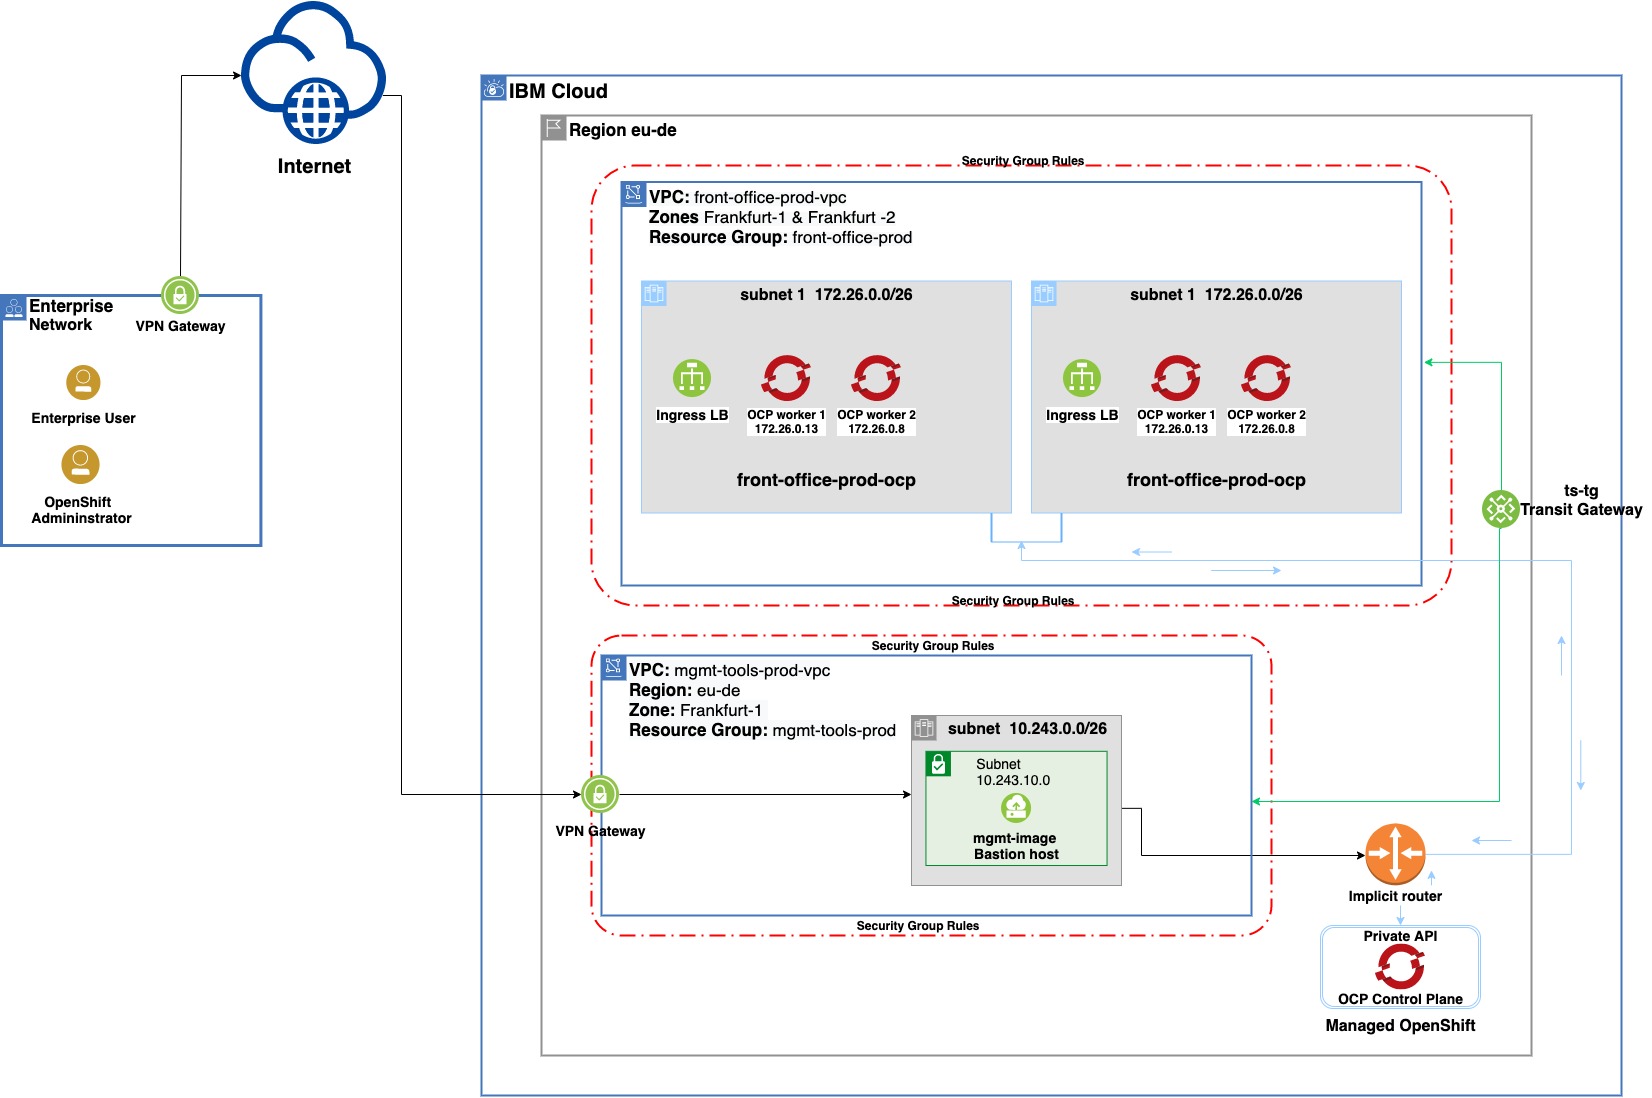 Internet
Enterprise
Network
VPN Gateway
Enterprise User
OpenShift
Admininstrator
IBM Cloud
Region eu-de
Security Group Rules
VPC: front-office-prod-vpc
Zones Frankfurt-1 & Frankfurt -2
Resource Group: front-office-prod
subnet 1  172.26.0.0/26
Ingress LB
OCP worker 1
172.26.0.13
OCP worker 2
172.26.0.8
front-office-prod-ocp
subnet 1  172.26.0.0/26
Ingress LB
OCP worker 1
172.26.0.13
OCP worker 2
172.26.0.8
front-office-prod-ocp
Security Group Rules
ts-tg
Transit Gateway
Security Group Rules
VPC: mgmt-tools-prod-vpc
Region: eu-de
Zone: Frankfurt-1
Resource Group: mgmt-tools-prod
subnet  10.243.0.0/26
Subnet
10.243.10.0
mgmt-image
Bastion host
VPN Gateway
Security Group Rules
Implicit router
Private API
OCP Control Plane
Managed OpenShift